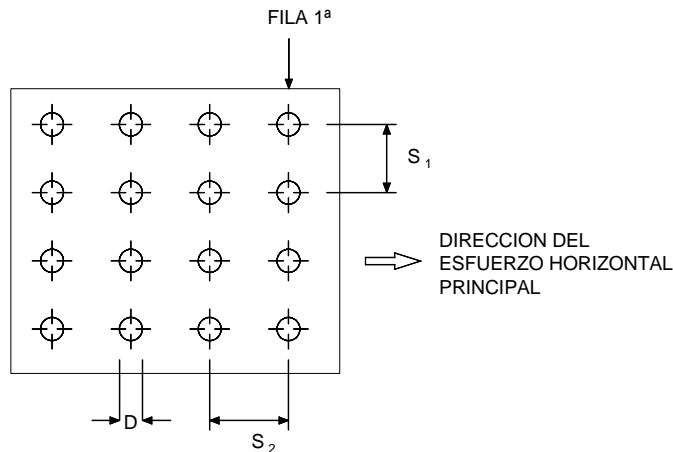 FILA 1ª
S 1
DIRECCION DEL
ESFUERZO HORIZONTAL
PRINCIPAL
D
S 2